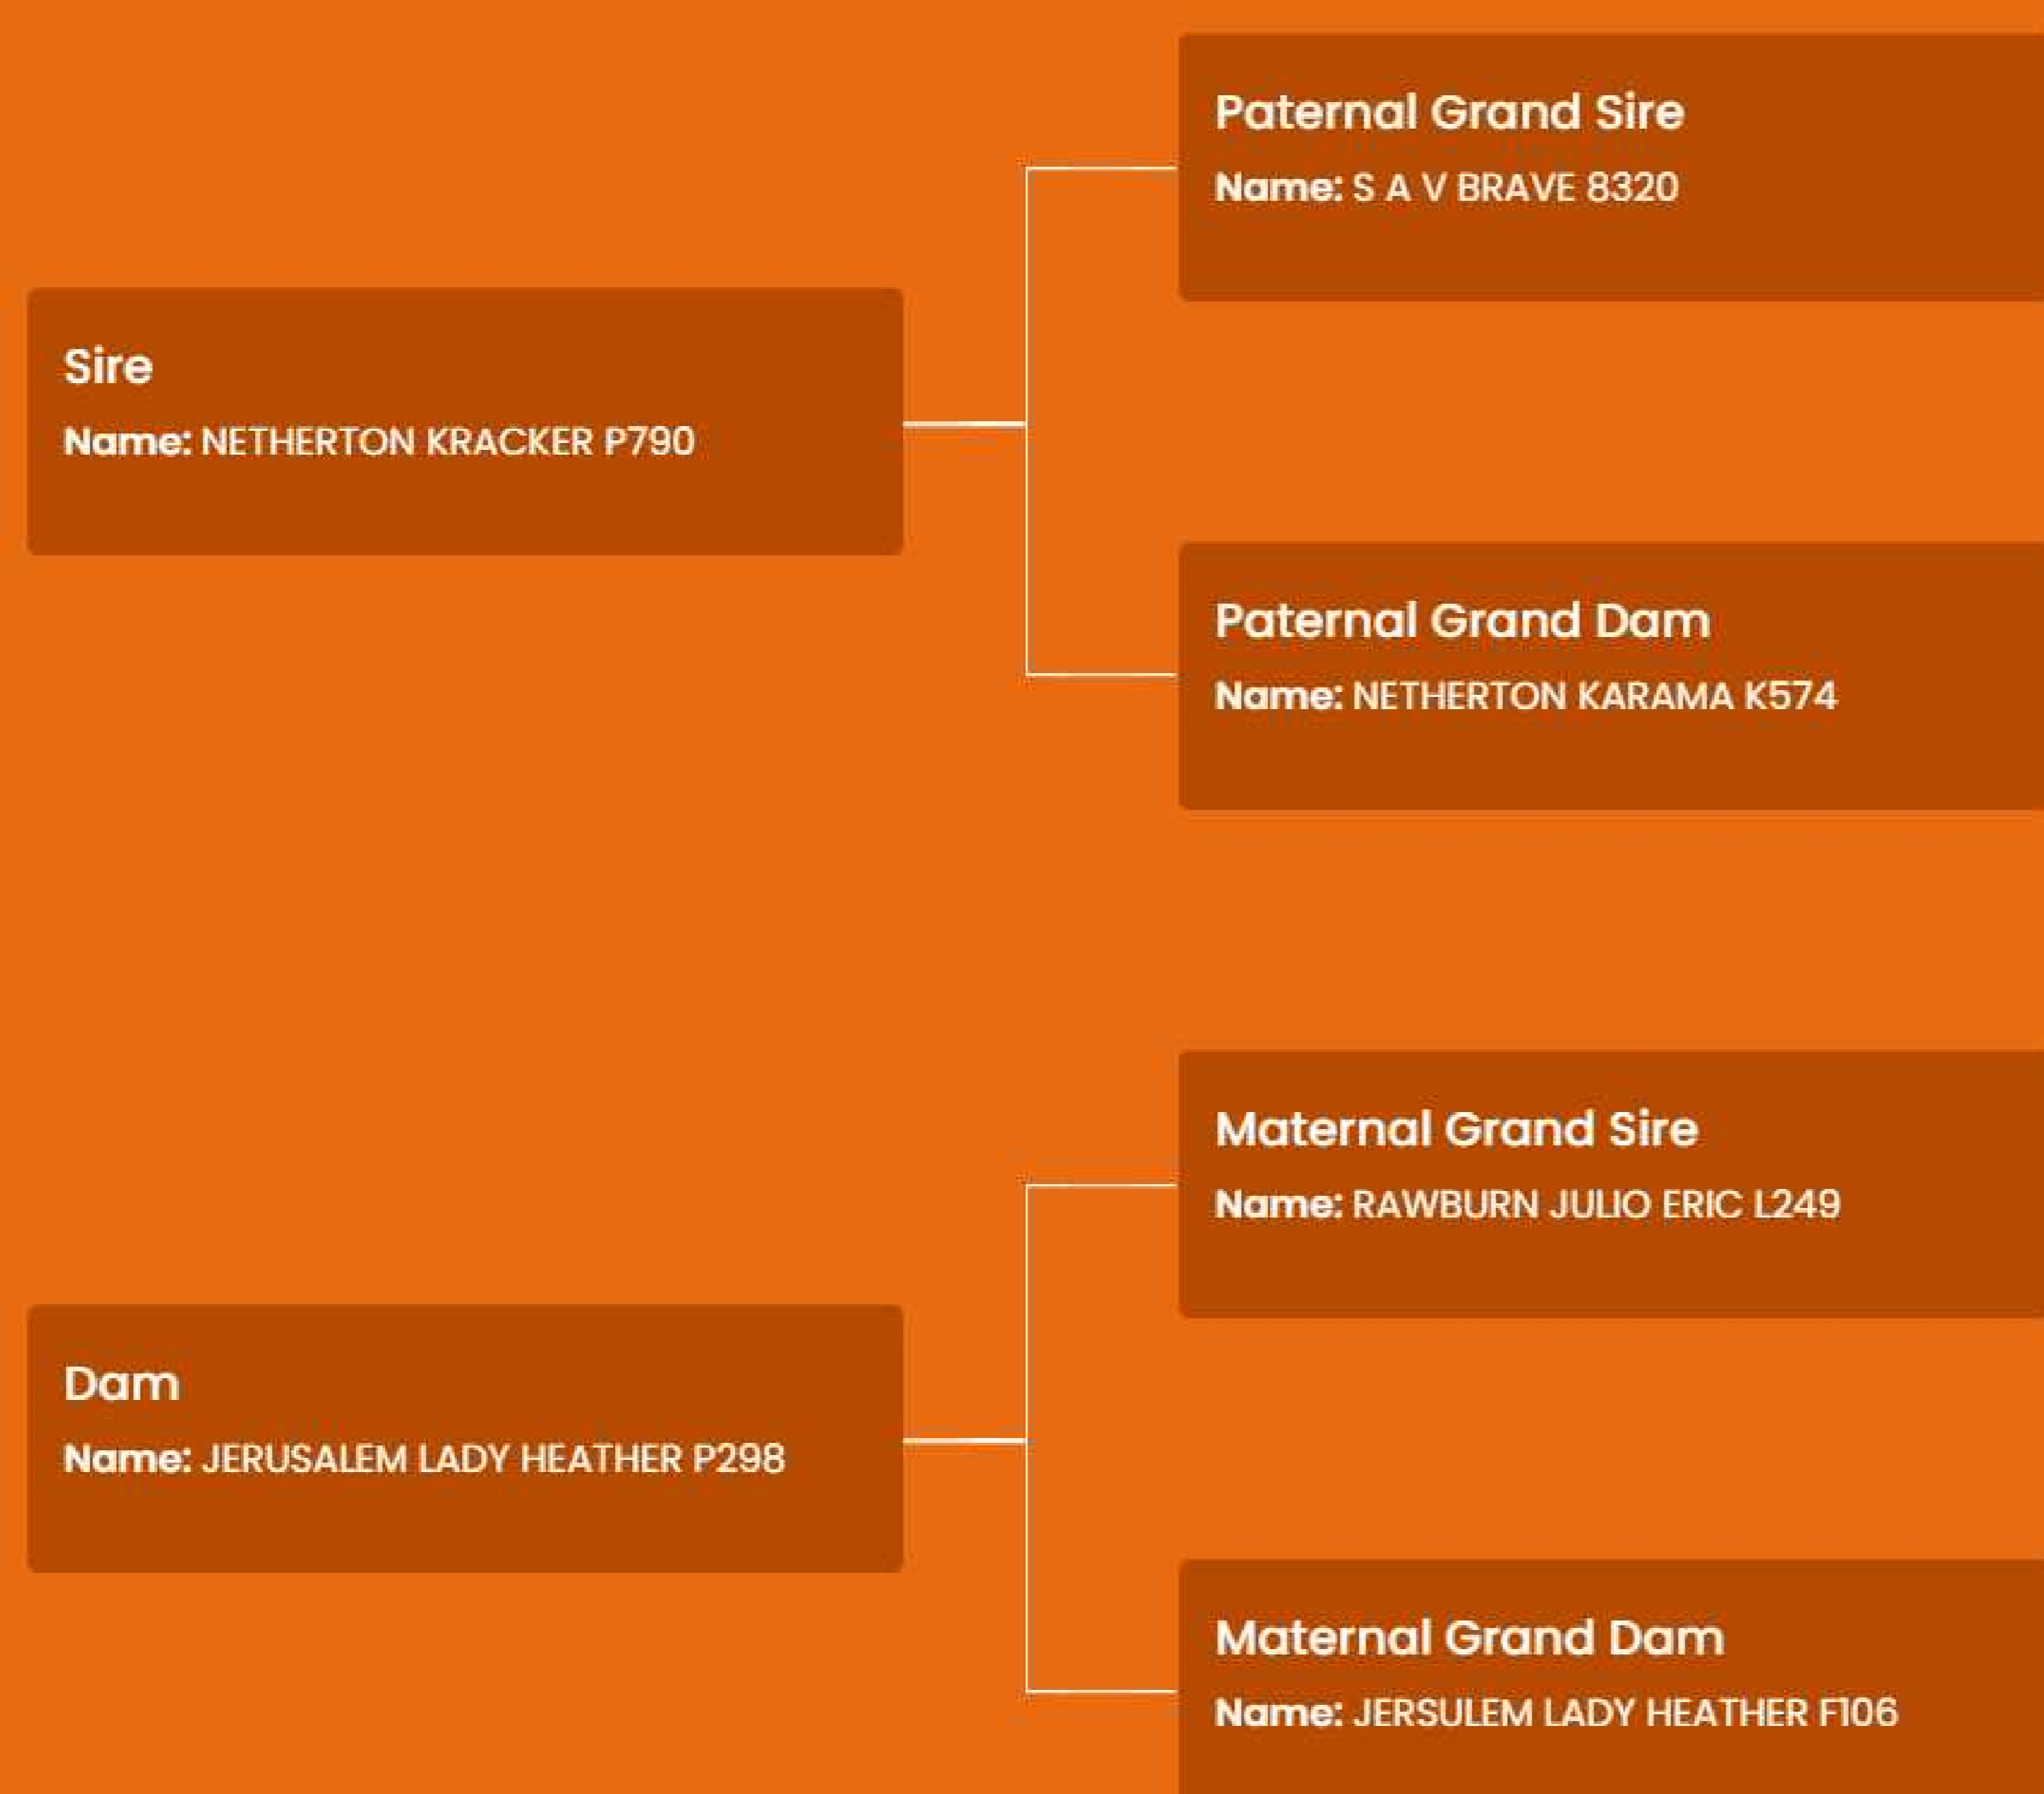 Paternal Grand Sire
Name: S A V BRAVE 8320
Sire
Name: NETHERTON KRACKER P790
Paternal Grand Dam
Name: NETHERTON KARAMA K574
Maternal Grand Sire
Name: RAWBURN JULIO ERIC L249
Dam
Name: JERUSALEM LADY HEATHER P298
Maternal Grand Dam
Name: JERSULEM LADY HEATHER F106